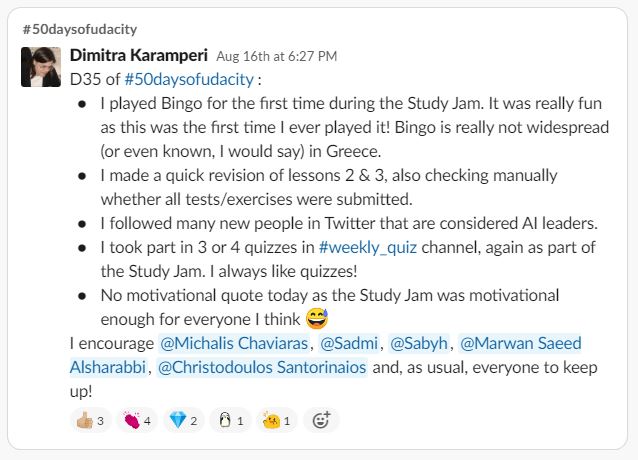 #50daysofudacity
Dimitra Karamperi Aug 16th at 6:27 PM
D35 of #50daysofudacity :
• I played Bingo for the first time during the Study Jam. It was really fun
as this was the first time I ever played it! Bingo is really not widespread
(or even known, I would say) in Greece.
• I made a quick revision of lessons 2 & 3, also checking manually
whether all tests/exercises were submitted.
• I followed many new people in Twitter that are considered AI leaders.
• I took part in 3 or 4 quizzes in #weekly_quiz channel, again as part of
the Study Jam. I always like quizzes!
• No motivational quote today as the Study Jam was motivational
enough for everyone I think 😅
I encourage @Michalis Chaviaras, @Sadmi, @Sabyh, @Marwan Saeed
Alsharabbi, @Christodoulos Santorinaios and, as usual, everyone to keep
up!
3 4 2 1 1